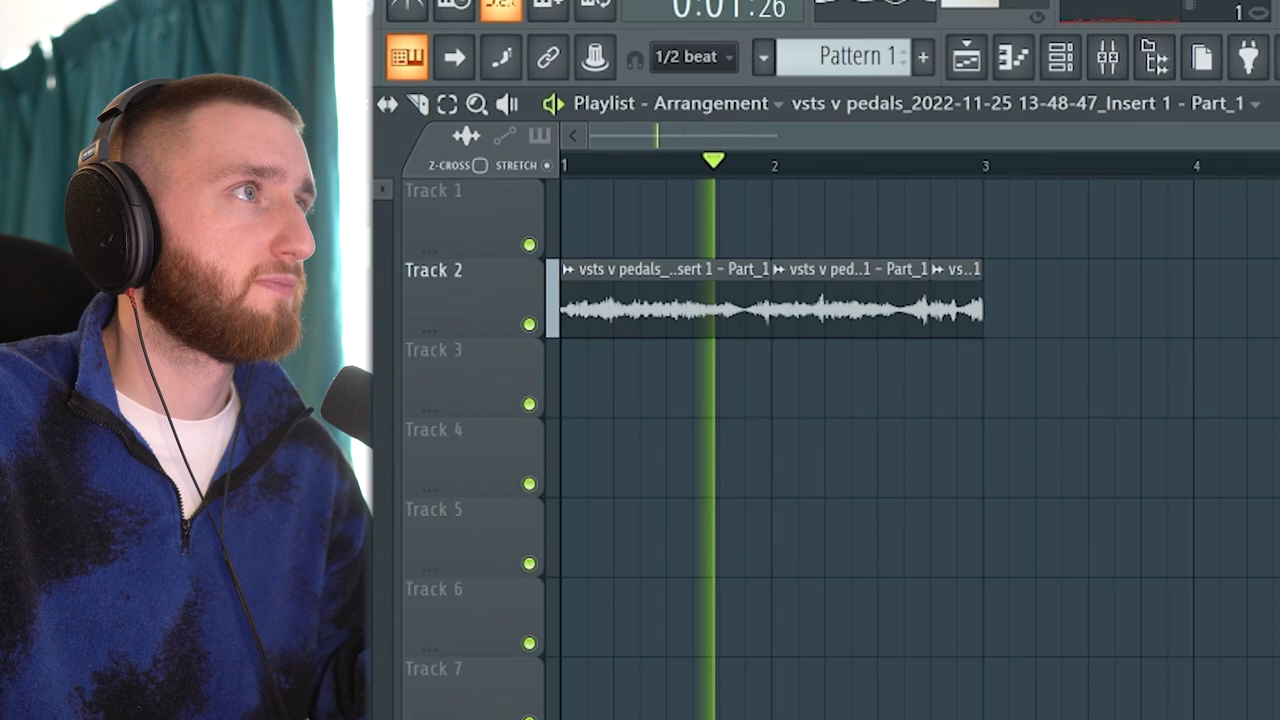 0:01:26
1
1/2 beat
Pattern 1
+
Playlist - Arrangement
vsts v pedals_2022-11-25 13-48-47_Insert 1 - Part_1
Z-CROSS
STRETCH
1
2
3
4
Track 1
...
Track 2
vsts v pedals_..sert 1 - Part_1
vsts v ped..1 - Part_1
vs..1
...
Track 3
...
Track 4
...
Track 5
...
Track 6
...
Track 7